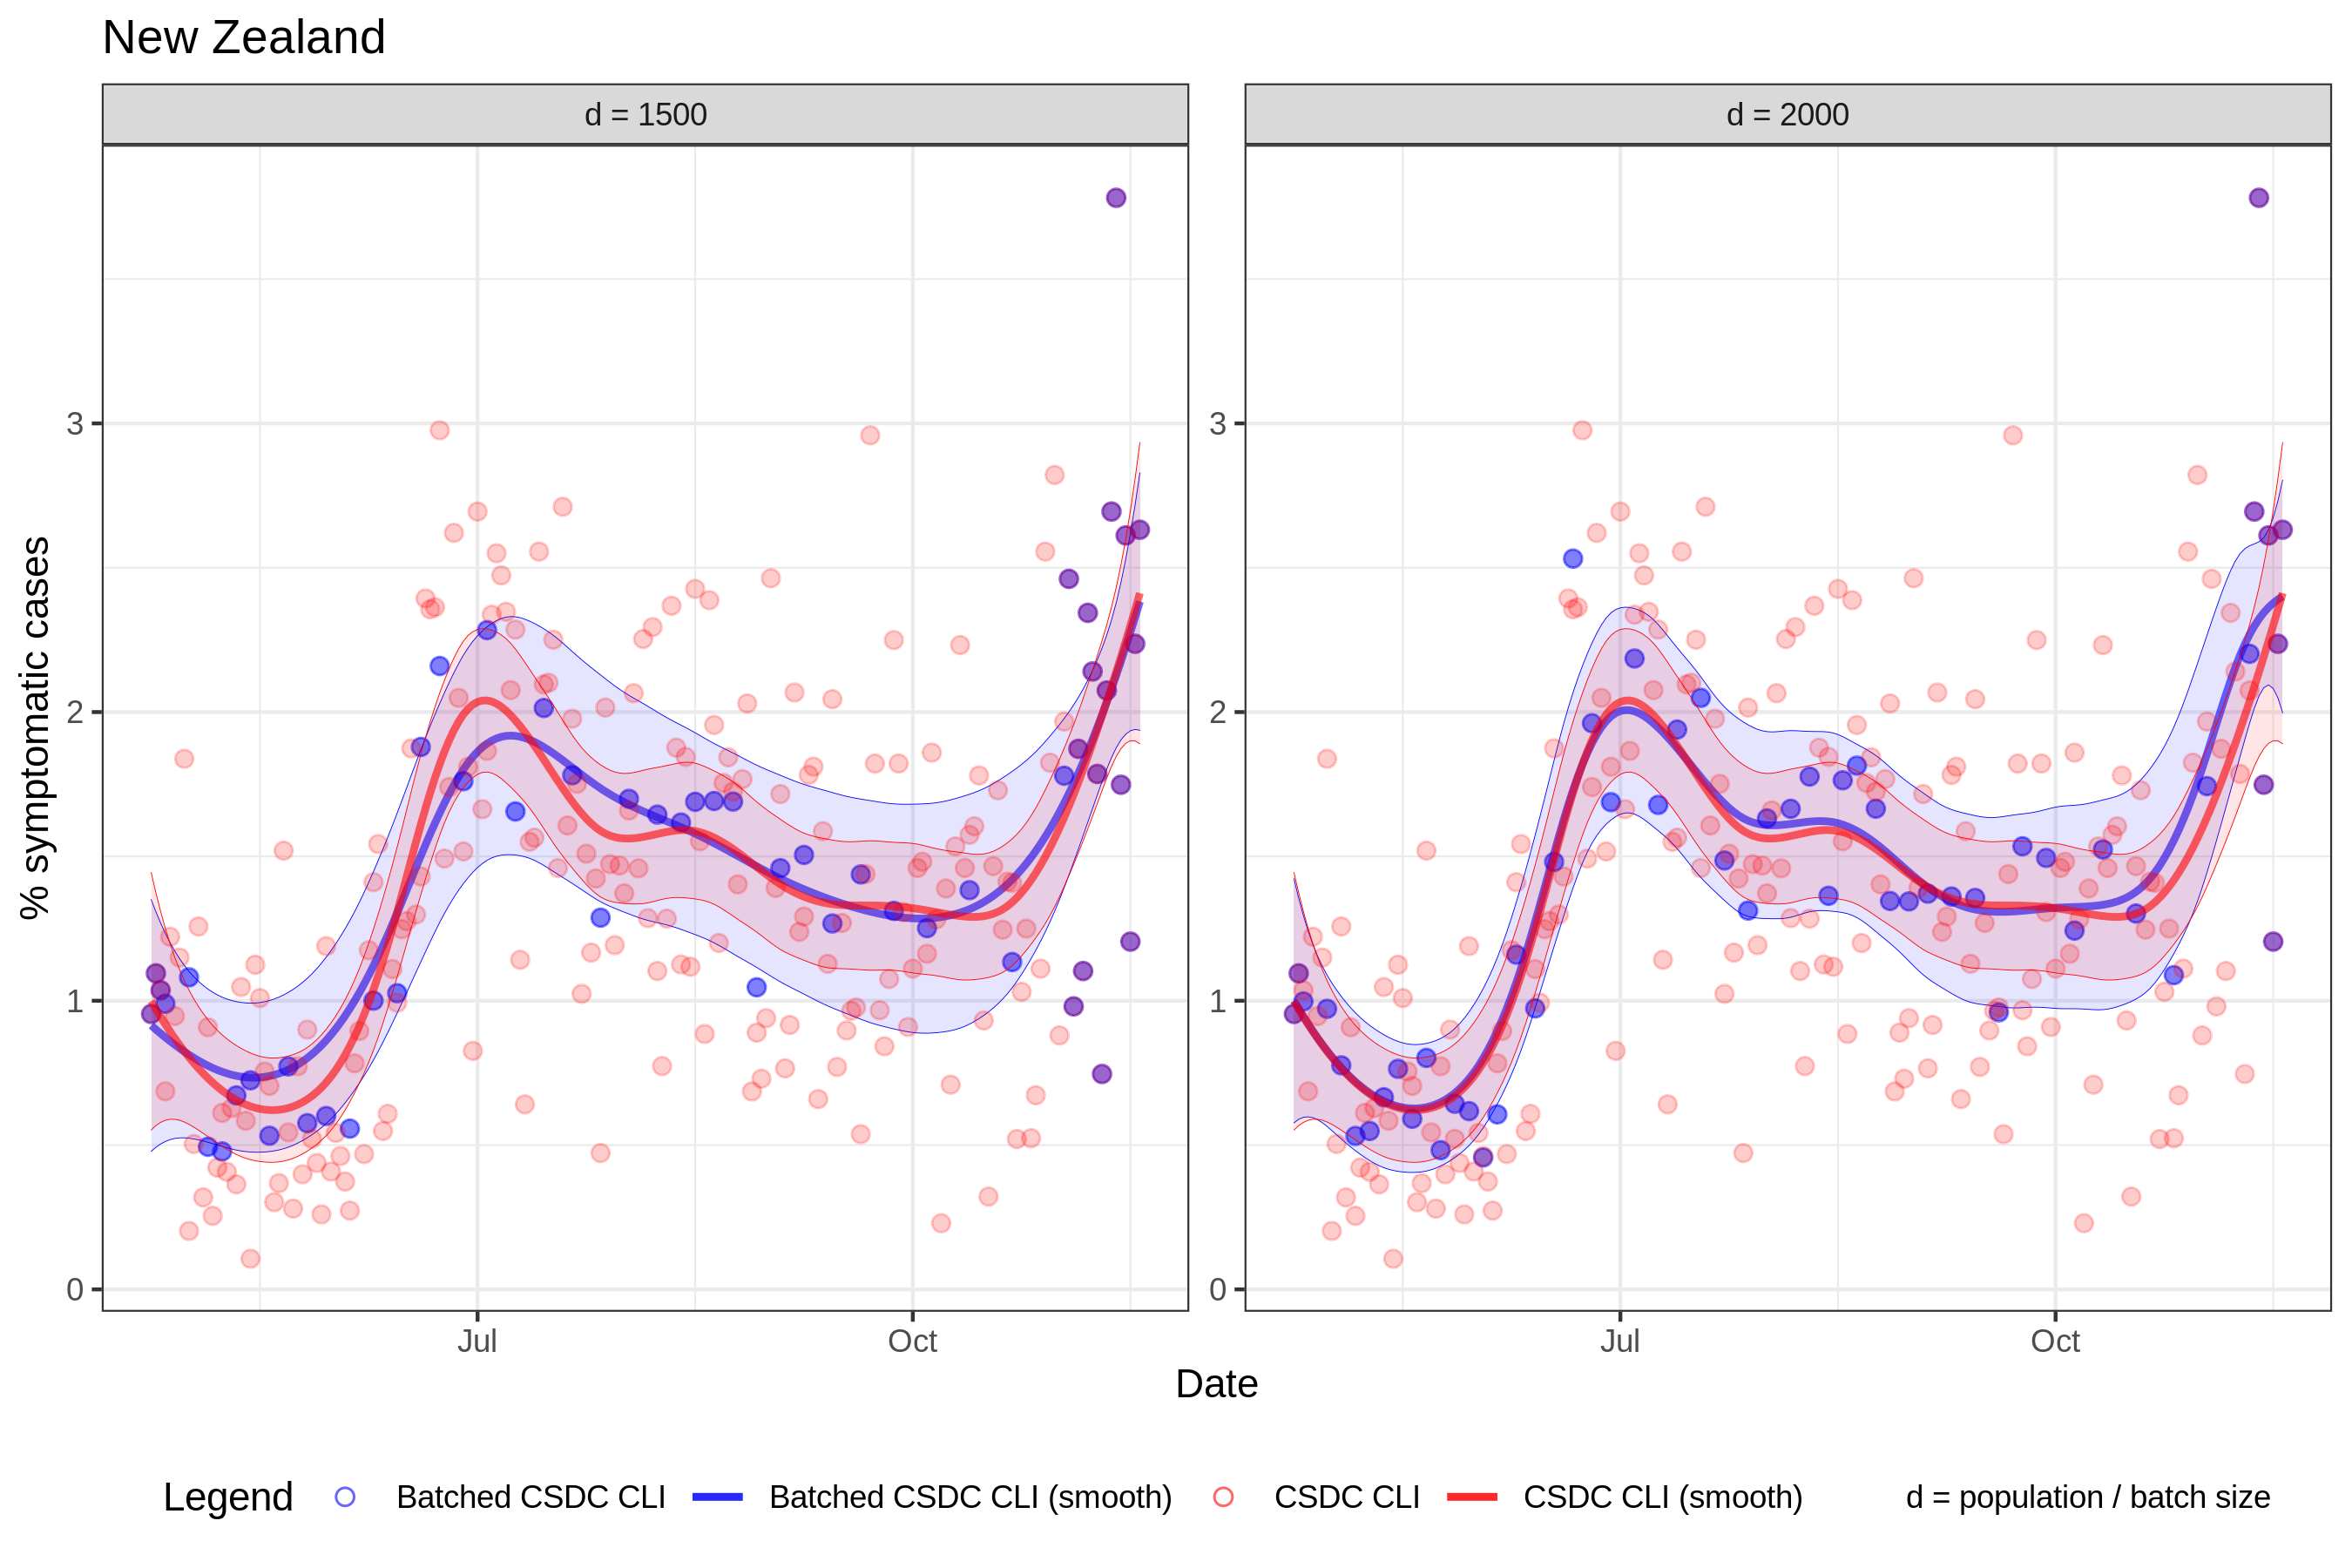 New Zealand
d = 1500
d = 2000
% symptomatic cases
3
2
1
0
3
2
1
0
Jul
Oct
Jul
Oct
Date
Legend
Batched CSDC CLI
Batched CSDC CLI (smooth)
CSDC CLI
CSDC CLI (smooth)
d = population / batch size